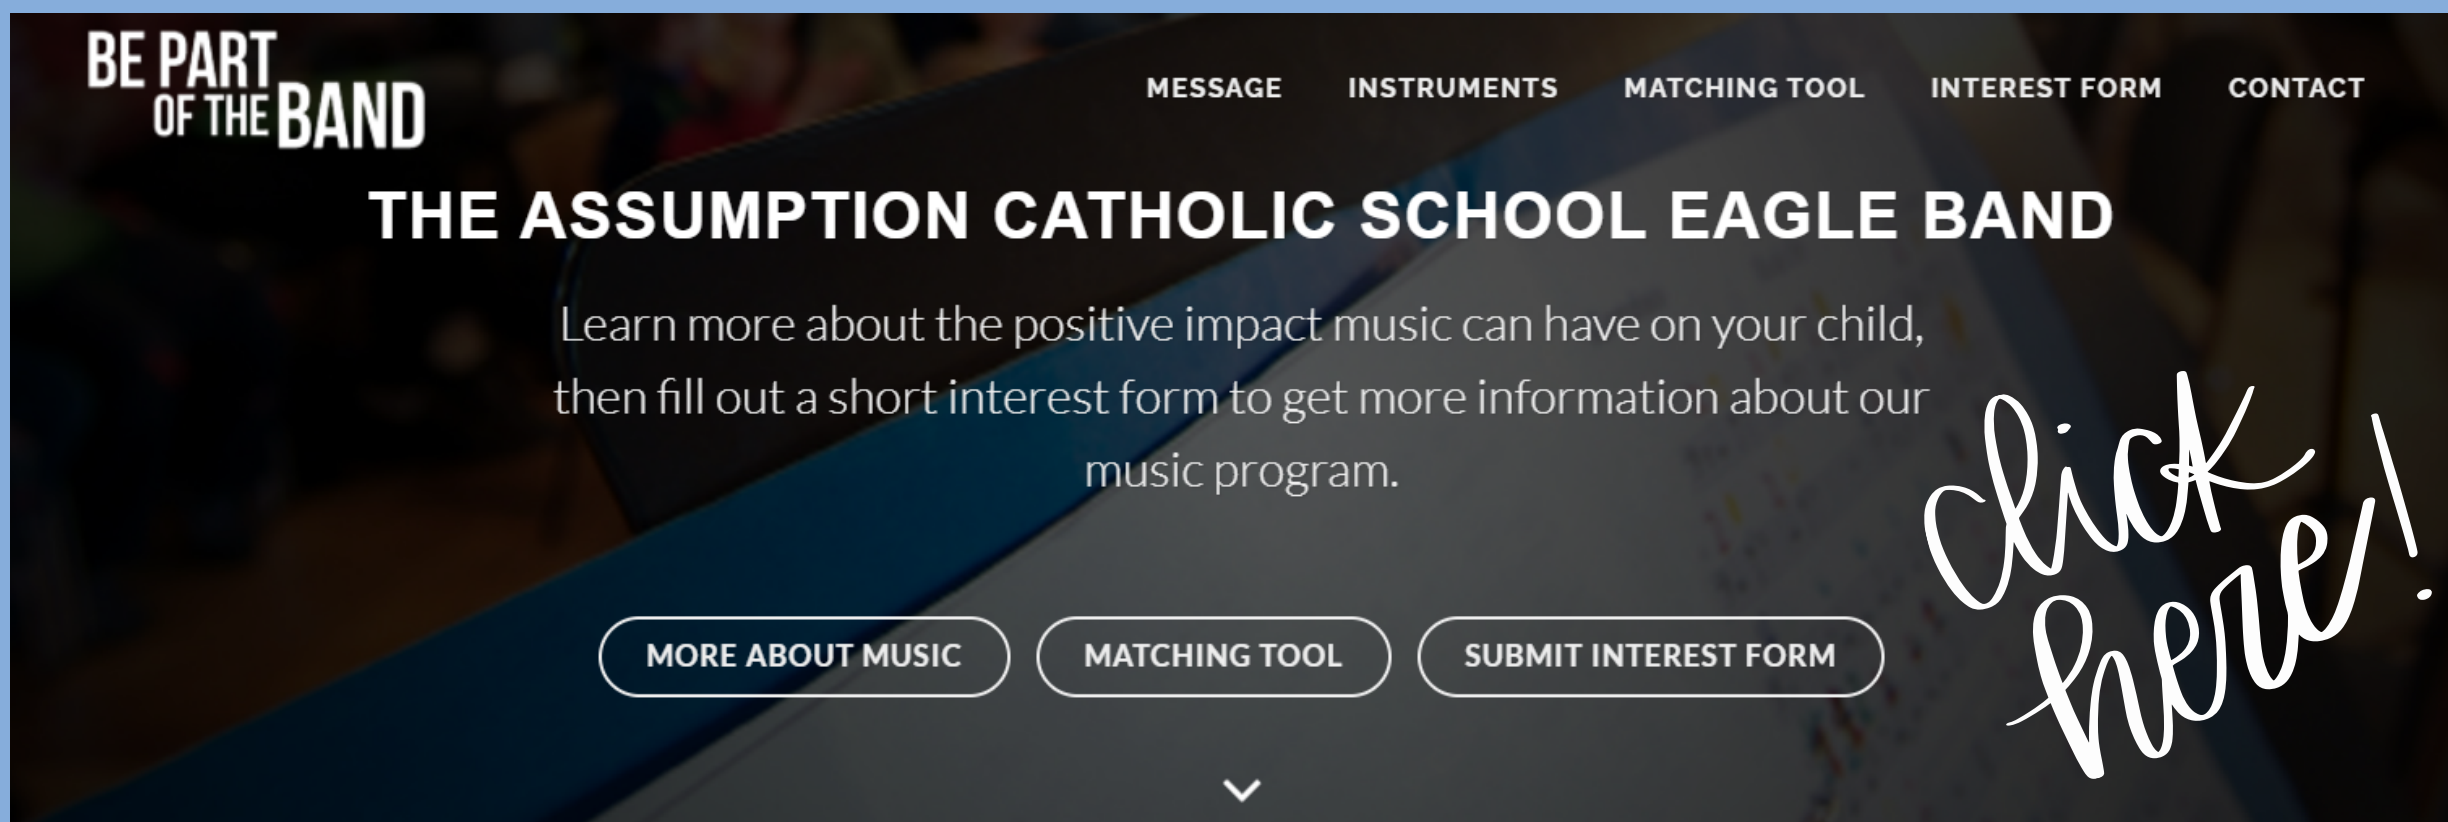 BE PART
OF THE BAND
MESSAGE INSTRUMENTS MATCHING TOOL INTEREST FORM CONTACT
THE ASSUMPTION CATHOLIC SCHOOL EAGLE BAND
Learn more about the positive impact music can have on your child,
then fill out a short interest form to get more information about our
music program.
click
here!
MORE ABOUT MUSIC MATCHING TOOL SUBMIT INTEREST FORM